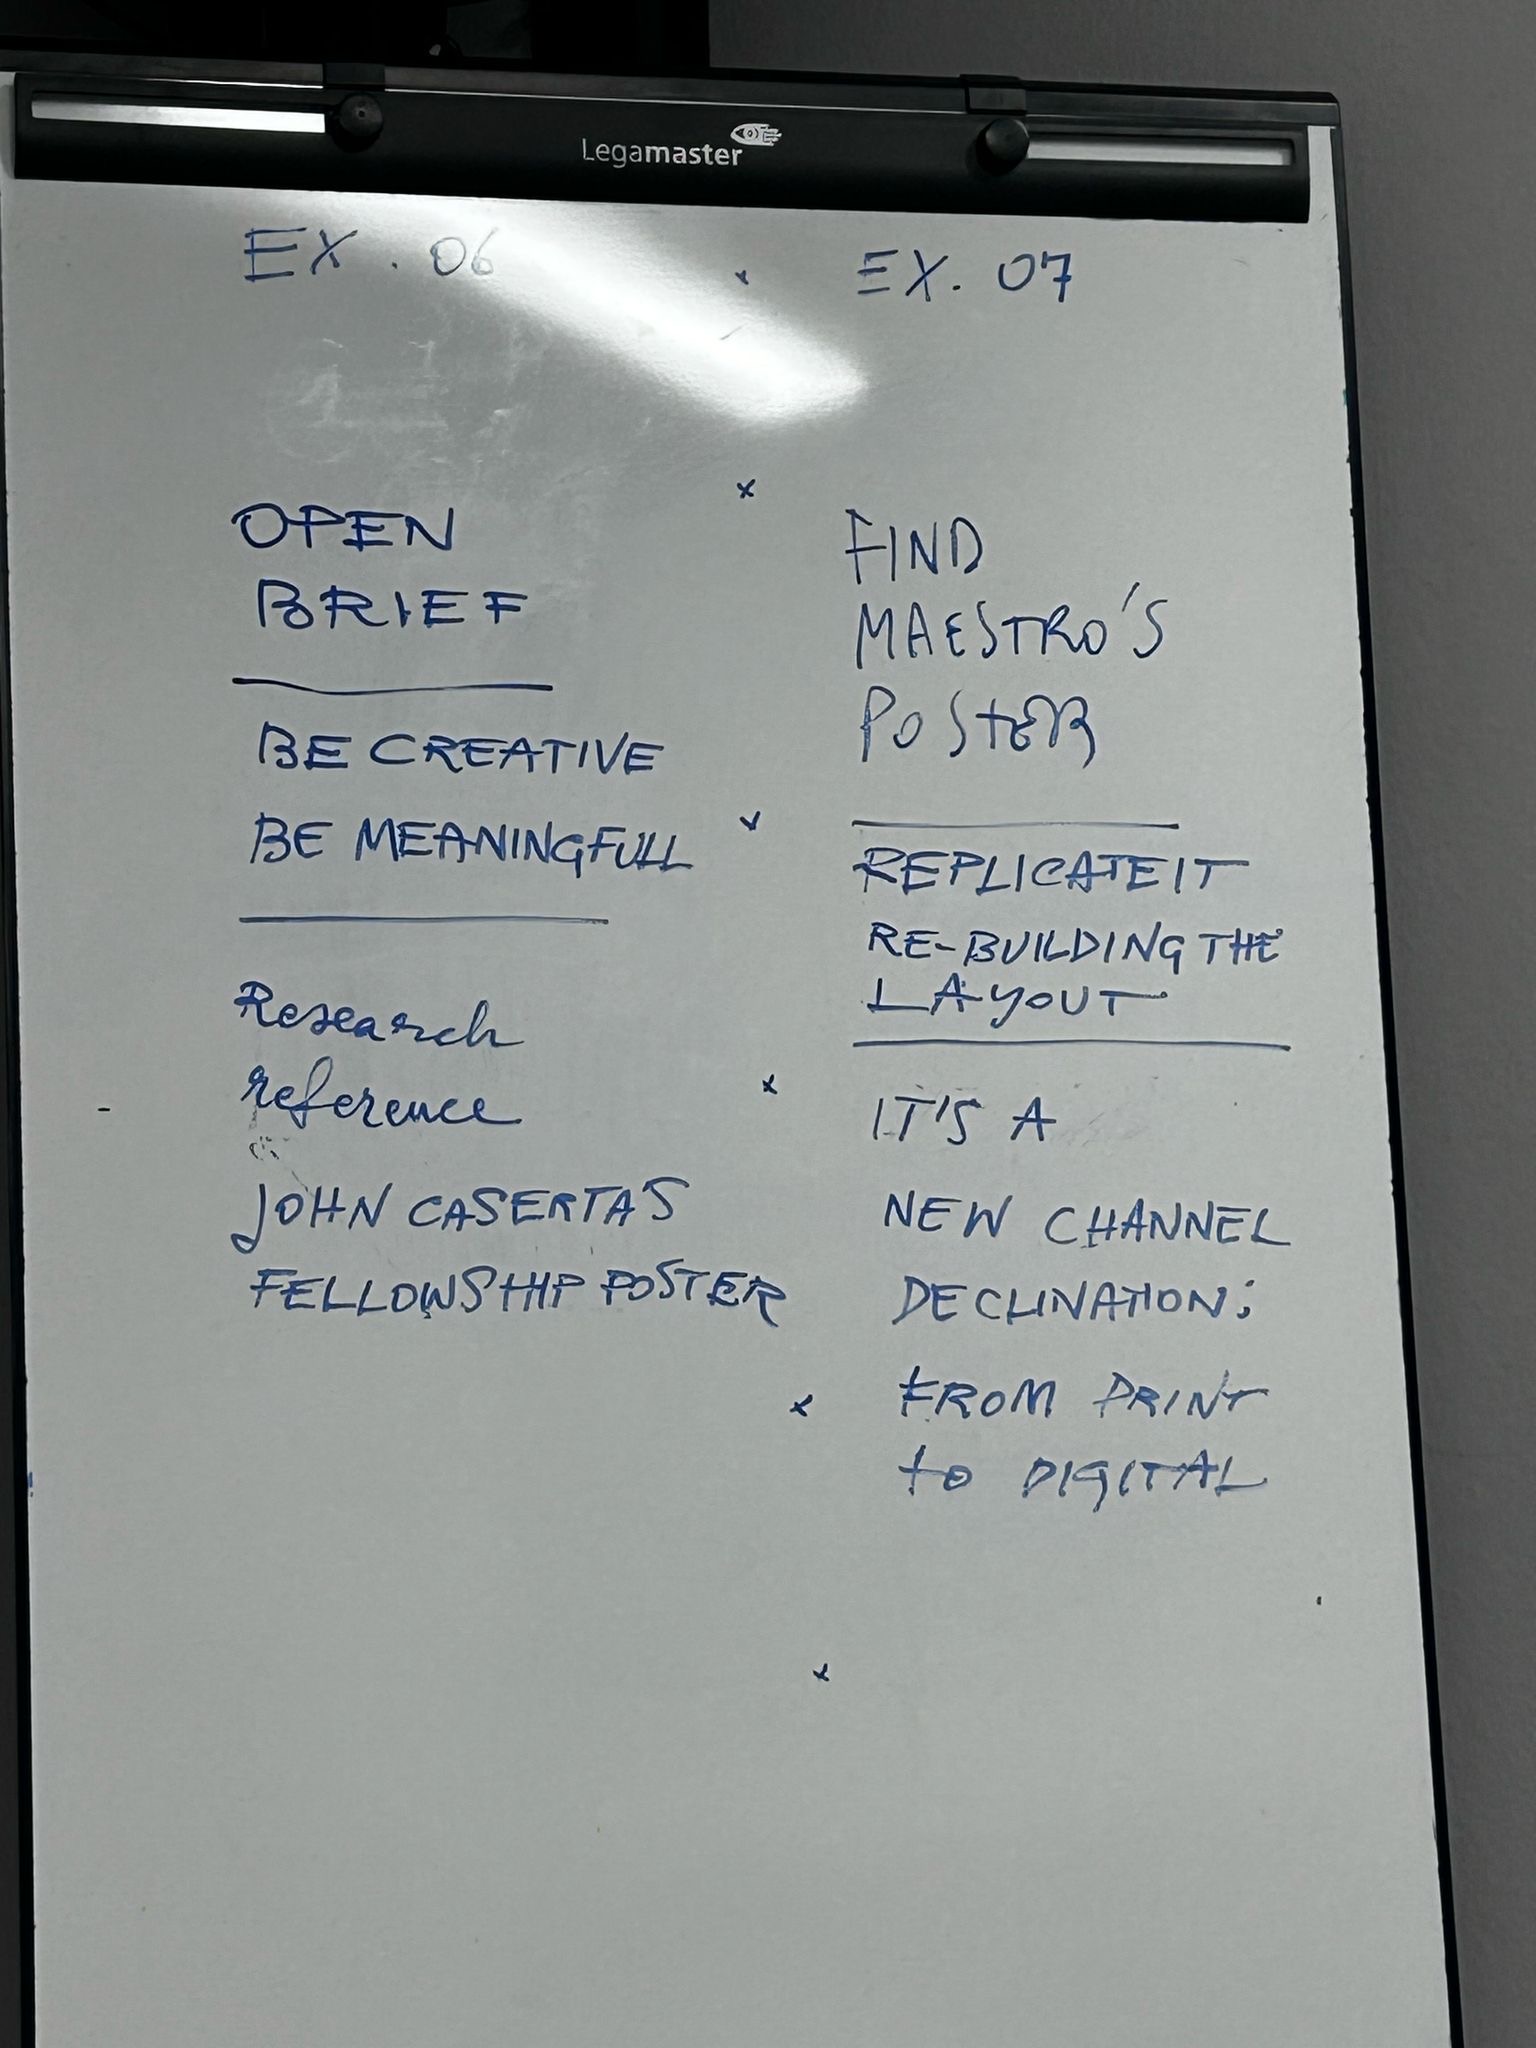 Legamaster
EX. 06
OPEN
BRIEF
BE CREATIVE
BE MEANINGFULL
Research
reference
JOHN CASERTA'S
FELLOWSHIP POSTER
EX. 07
FIND
MAESTRO'S
POSTER
REPLICATE IT
RE-BUILDING THE
LAYOUT
IT'S A
NEW CHANNEL
DECLINATION:
FROM PRINT
to DIGITAL